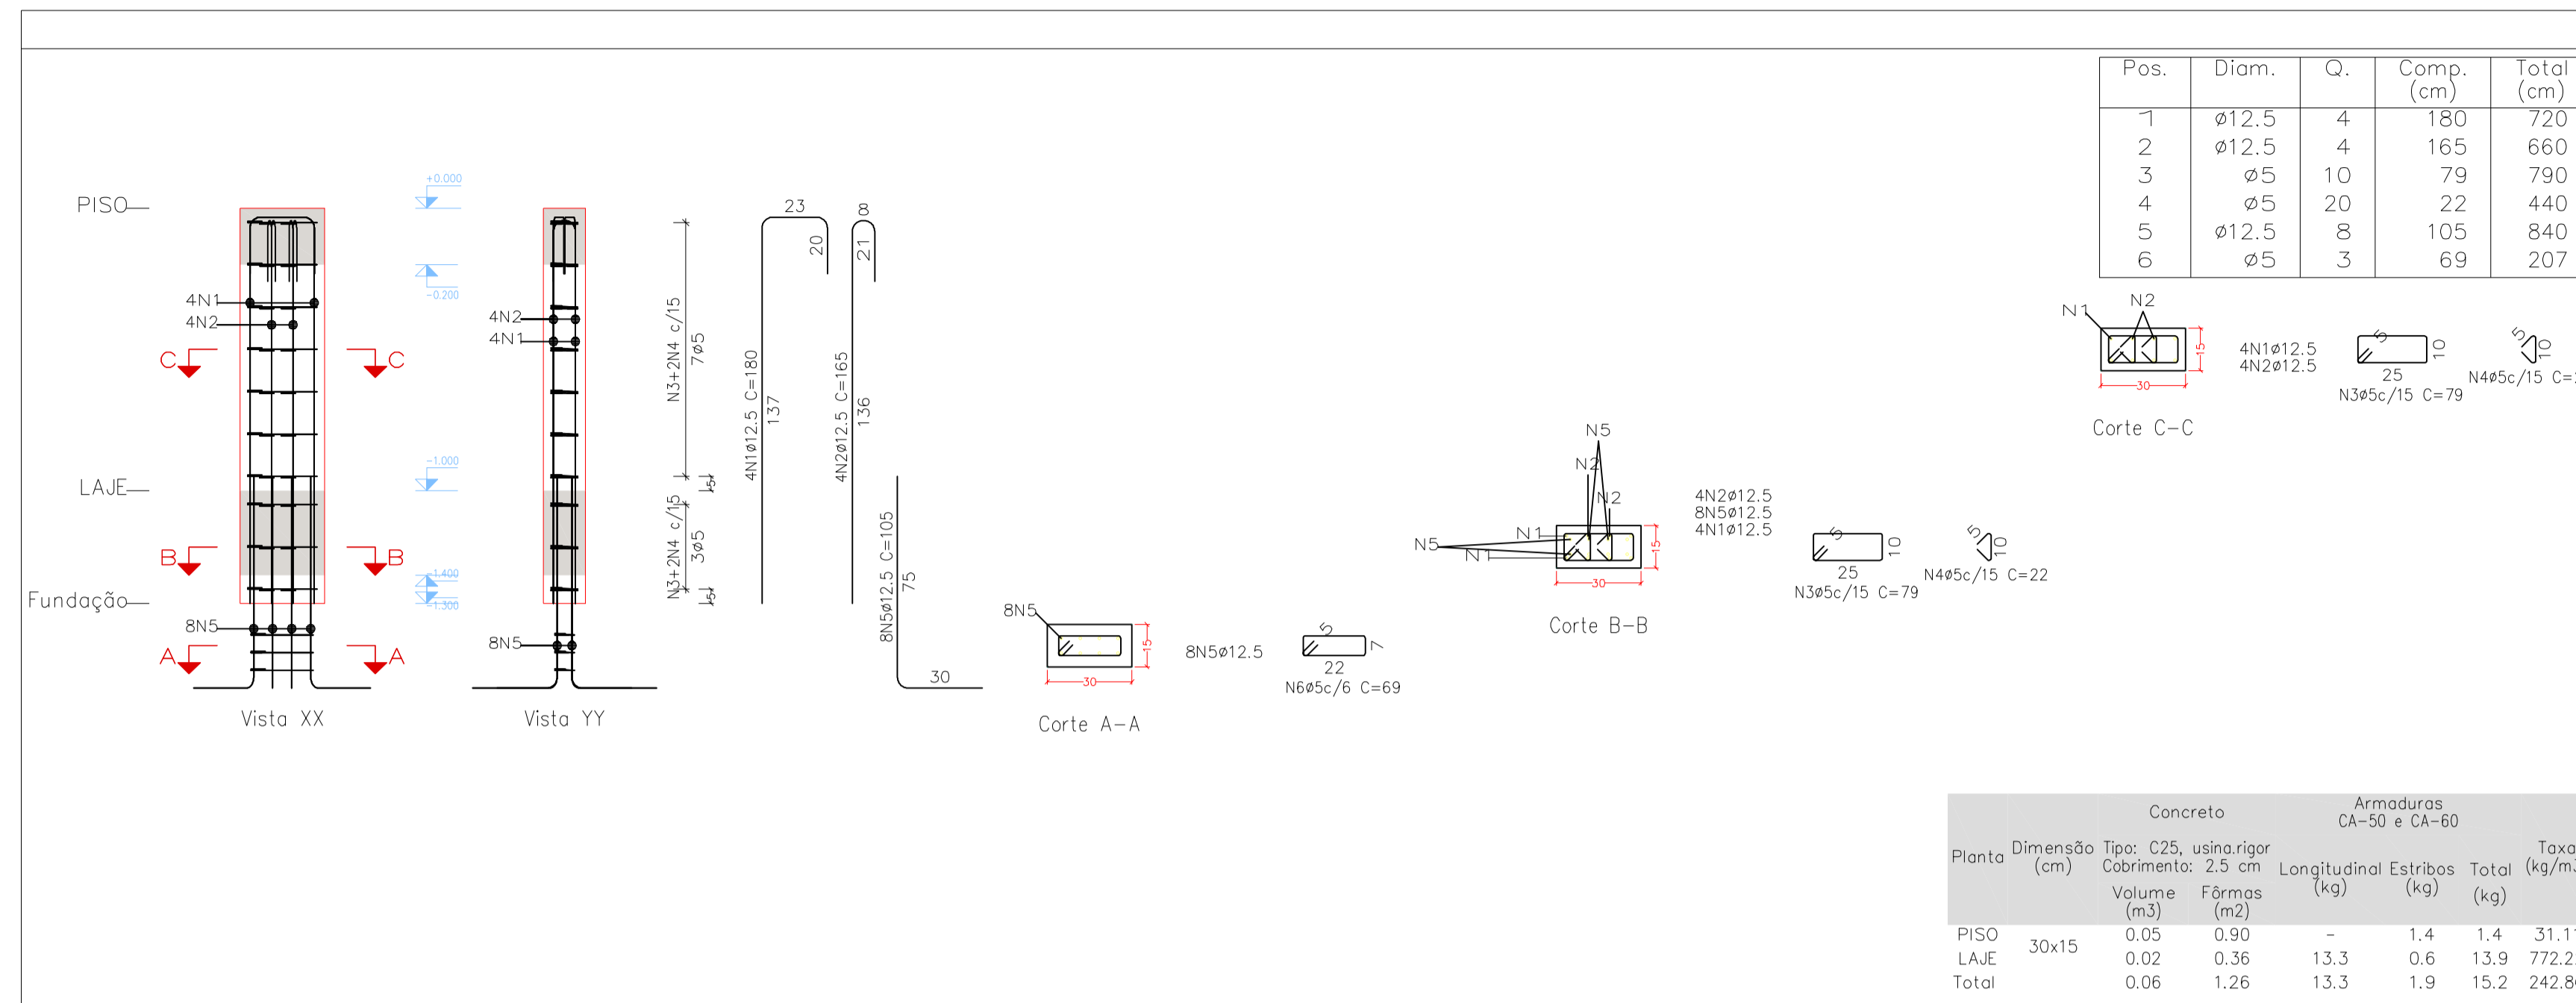 Pos. Diam. Q. Comp. (cm) Total (cm)
1 ø12.5 4 180 720
2 ø12.5 4 165 660
3 ø5 10 79 790
4 ø5 20 22 440
5 ø12.5 8 105 840
6 ø5 3 69 207
PISO
LAJE
Fundação
4N1
4N2
8N5
C C
B B
A A
Vista XX
+0.000
-0.200
-1.000
-1.400
-1.300
4N2
4N1
8N5
Vista YY
N3+2N4 c/15
7ø5
5
N3+2N4 c/15
3ø5
5
23
20
4N1ø12.5 C=180
137
8
21
4N2ø12.5 C=165
136
8N5ø12.5 C=105
75
30
8N5
15
30
Corte A-A
8N5ø12.5
5
7
22
N6ø5c/6 C=69
N5
N2
N2
N1
N5
N1
15
30
Corte B-B
4N2ø12.5
8N5ø12.5
4N1ø12.5
5
10
25
N3ø5c/15 C=79
5
10
N4ø5c/15 C=22
N1
N2
15
30
Corte C-C
4N1ø12.5
4N2ø12.5
5
10
25
N3ø5c/15 C=79
5
10
N4ø5c/15 C=
Planta
Dimensão
(cm)
Concreto
Tipo: C25, usina.rigor
Cobrimento: 2.5 cm
Volume
(m3)
Fôrmas
(m2)
Armaduras
CA-50 e CA-60
Longitudinal
(kg)
Estribos
(kg)
Total
(kg)
Taxa
(kg/m
PISO 30x15 0.05 0.90 - 1.4 1.4 31.1
LAJE 0.02 0.36 13.3 0.6 13.9 772.2
Total 0.06 1.26 13.3 1.9 15.2 242.8